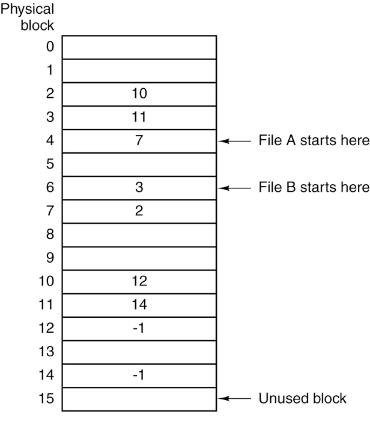 Physical
block
0
1
2 10
3 11
4 7 File A starts here
5
6 3 File B starts here
7 2
8
9
10 12
11 14
12 -1
13
14 -1
15 Unused block